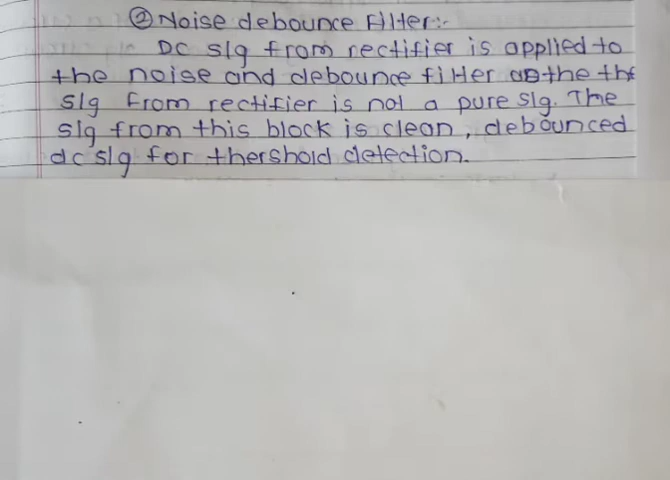 ② Noise debounce Filter:-
DC sig from rectifier is applied to
the noise and debounce filter as the the
sig from rectifier is not a pure sig. The
sig from this block is clean, debounced
dc sig for thershold detection.